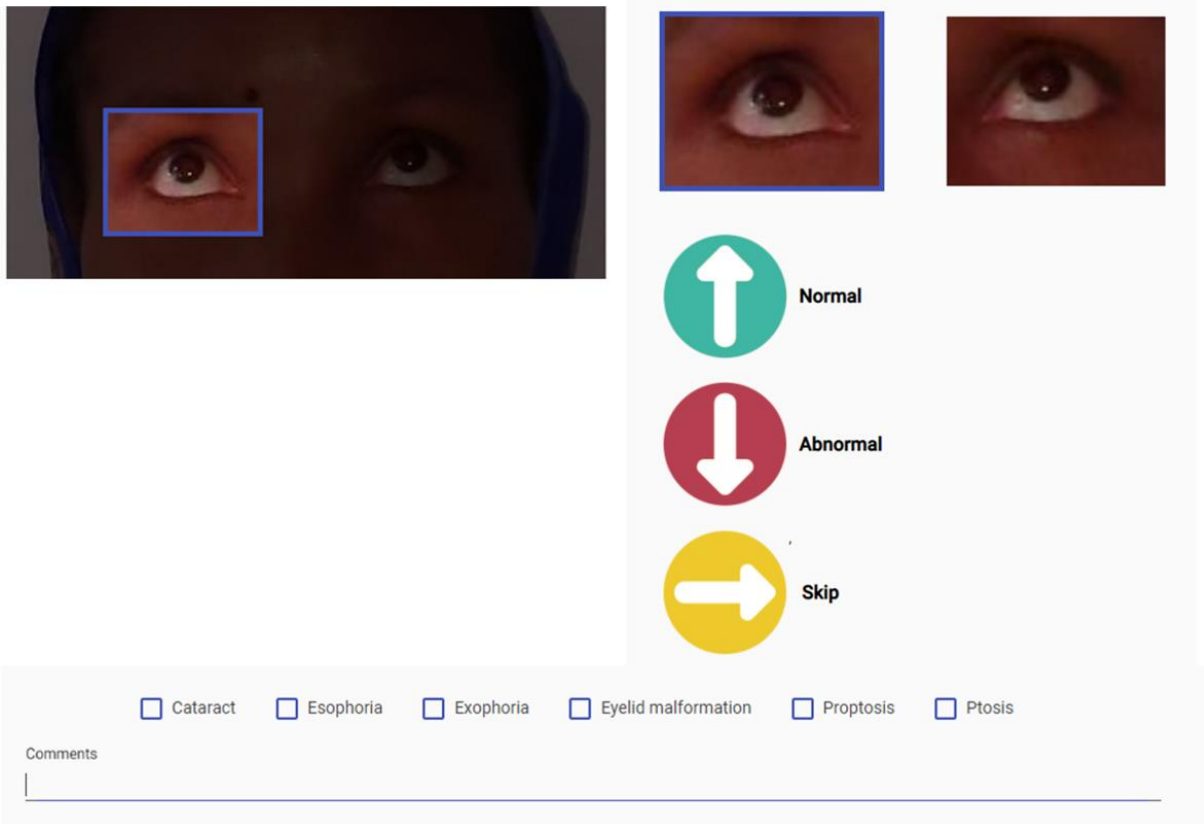 Normal
Abnormal
Skip
Cataract Esophoria Exophoria Eyelid malformation Proptosis Ptosis
Comments